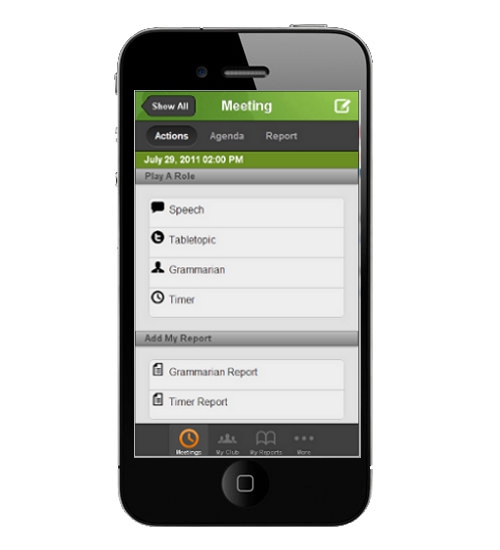 Show All Meeting
Actions Agenda Report
July 29, 2011 02:00 PM
Play A Role
Speech
Tabletopic
Grammarian
Timer
Add My Report
Grammarian Report
Timer Report
Meetings My Club My Reports More